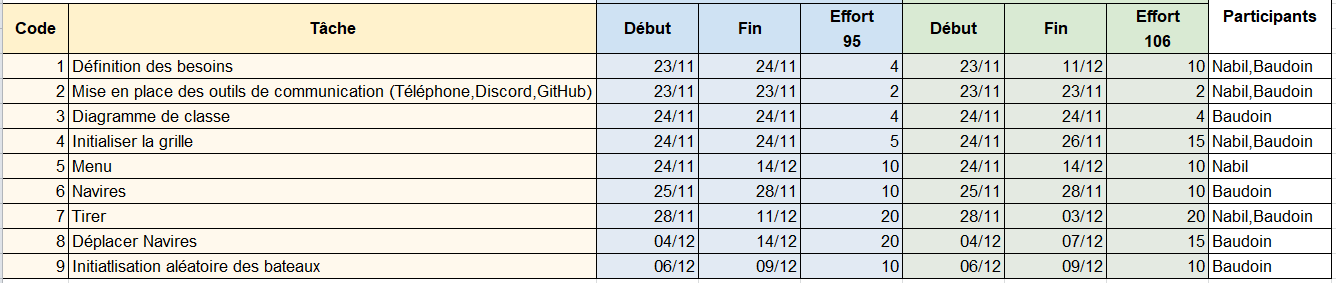 Code Tâche Début Fin Effort 95 Début Fin Effort 106 Participants
1 Définition des besoins 23/11 24/11 4 23/11 11/12 10 Nabil,Baudoin
2 Mise en place des outils de communication (Téléphone,Discord,GitHub) 23/11 23/11 2 23/11 23/11 2 Nabil,Baudoin
3 Diagramme de classe 24/11 24/11 4 24/11 24/11 4 Baudoin
4 Initialiser la grille 24/11 24/11 5 24/11 26/11 15 Nabil,Baudoin
5 Menu 24/11 14/12 10 24/11 14/12 10 Nabil
6 Navires 25/11 28/11 10 25/11 28/11 10 Baudoin
7 Tirer 28/11 11/12 20 28/11 03/12 20 Nabil,Baudoin
8 Déplacer Navires 04/12 14/12 20 04/12 07/12 15 Baudoin
9 Initiatlisation aléatoire des bateaux 06/12 09/12 10 06/12 09/12 10 Baudoin